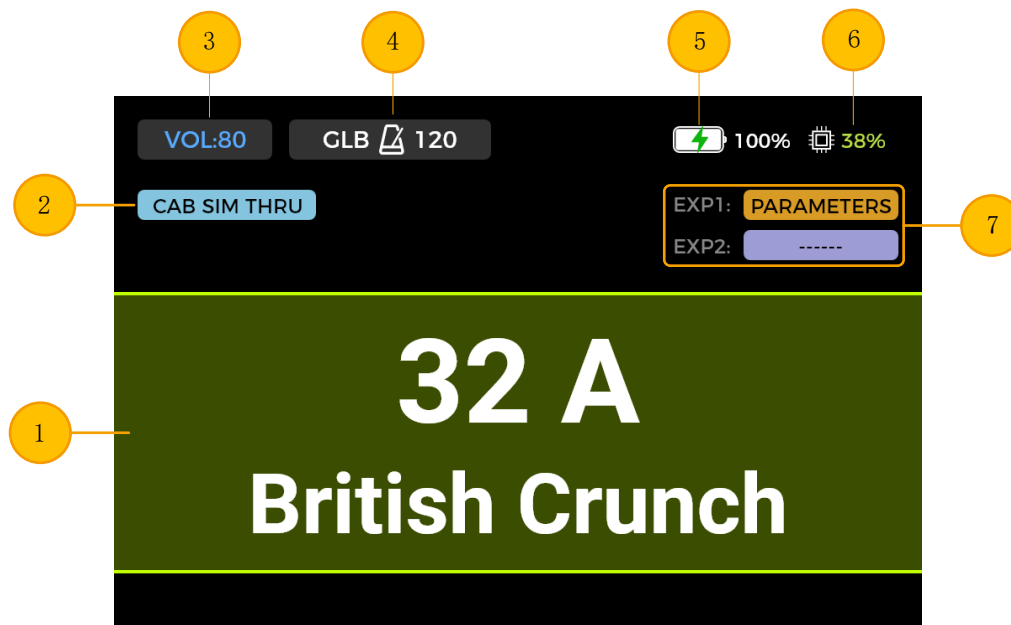 3 4 5 6
VOL:80 GLB 120 100% 38%
2 CAB SIM THRU EXP1: PARAMETERS
7
EXP2: ------
32 A
1
British Crunch